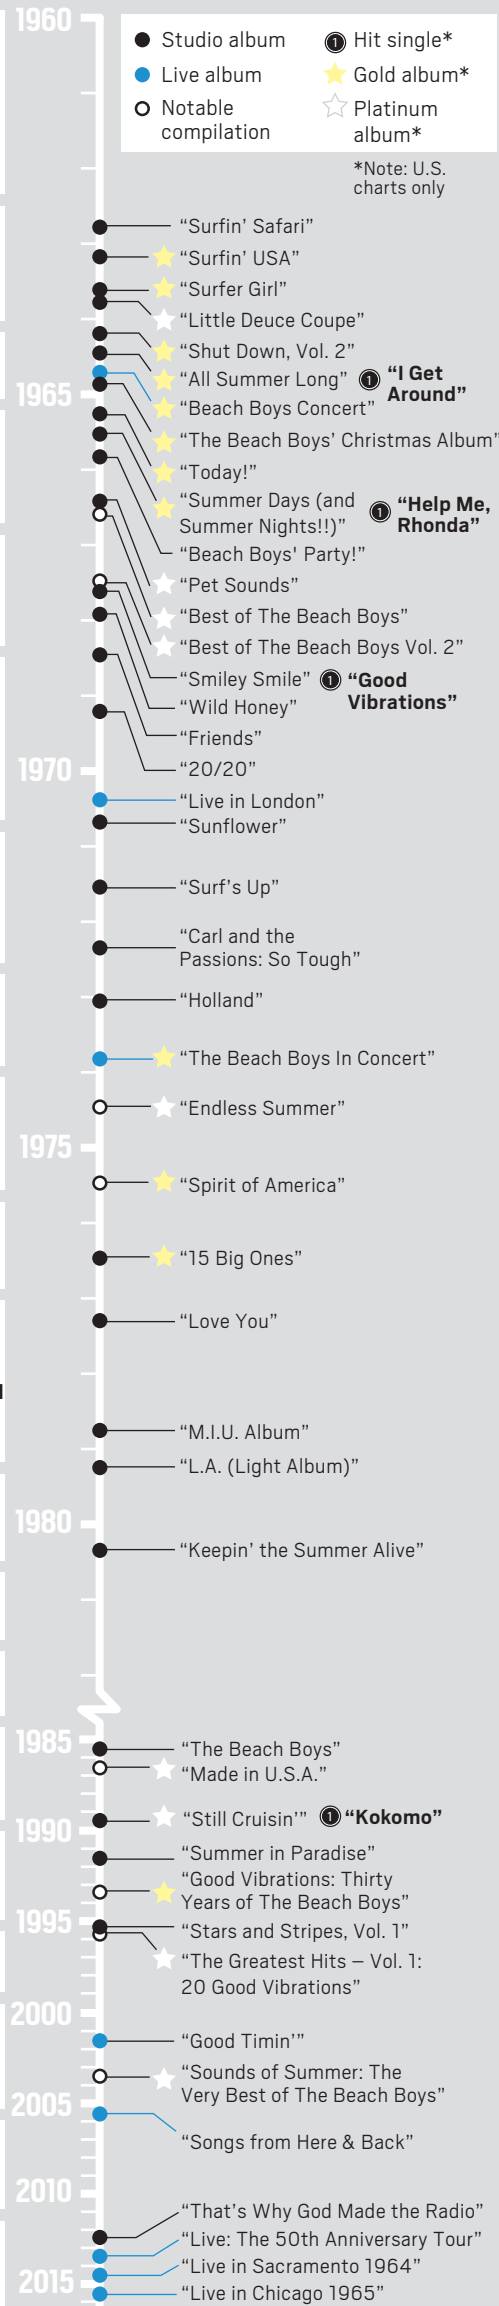 1960
Studio album
Live album
Notable
compilation
1 Hit single*
Gold album*
Platinum
album*
*Note: U.S.
charts only
“Surfin’ Safari”
“Surfin’ USA”
“Surfer Girl”
“Little Deuce Coupe”
“Shut Down, Vol. 2”
“All Summer Long” 1 “I Get
Around”
1965
“Beach Boys Concert”
“The Beach Boys’ Christmas Album”
“Today!”
“Summer Days (and
Summer Nights!!)” 1 “Help Me,
Rhonda”
“Beach Boys' Party!”
“Pet Sounds”
“Best of The Beach Boys”
“Best of The Beach Boys Vol. 2”
“Smiley Smile” 1 “Good
Vibrations”
“Wild Honey”
“Friends”
1970
“20/20”
“Live in London”
“Sunflower”
“Surf’s Up”
“Carl and the
Passions: So Tough”
“Holland”
“The Beach Boys In Concert”
“Endless Summer”
1975
“Spirit of America”
“15 Big Ones”
“Love You”
“M.I.U. Album”
“L.A. (Light Album)”
1980
“Keepin’ the Summer Alive”
1985
“The Beach Boys”
“Made in U.S.A.”
“Still Cruisin’” 1 “Kokomo”
1990
“Summer in Paradise”
“Good Vibrations: Thirty
Years of The Beach Boys”
1995
“Stars and Stripes, Vol. 1”
“The Greatest Hits – Vol. 1:
20 Good Vibrations”
2000
“Good Timin’”
“Sounds of Summer: The
Very Best of The Beach Boys”
2005
“Songs from Here & Back”
2010
“That’s Why God Made the Radio”
“Live: The 50th Anniversary Tour”
“Live in Sacramento 1964”
2015
“Live in Chicago 1965”